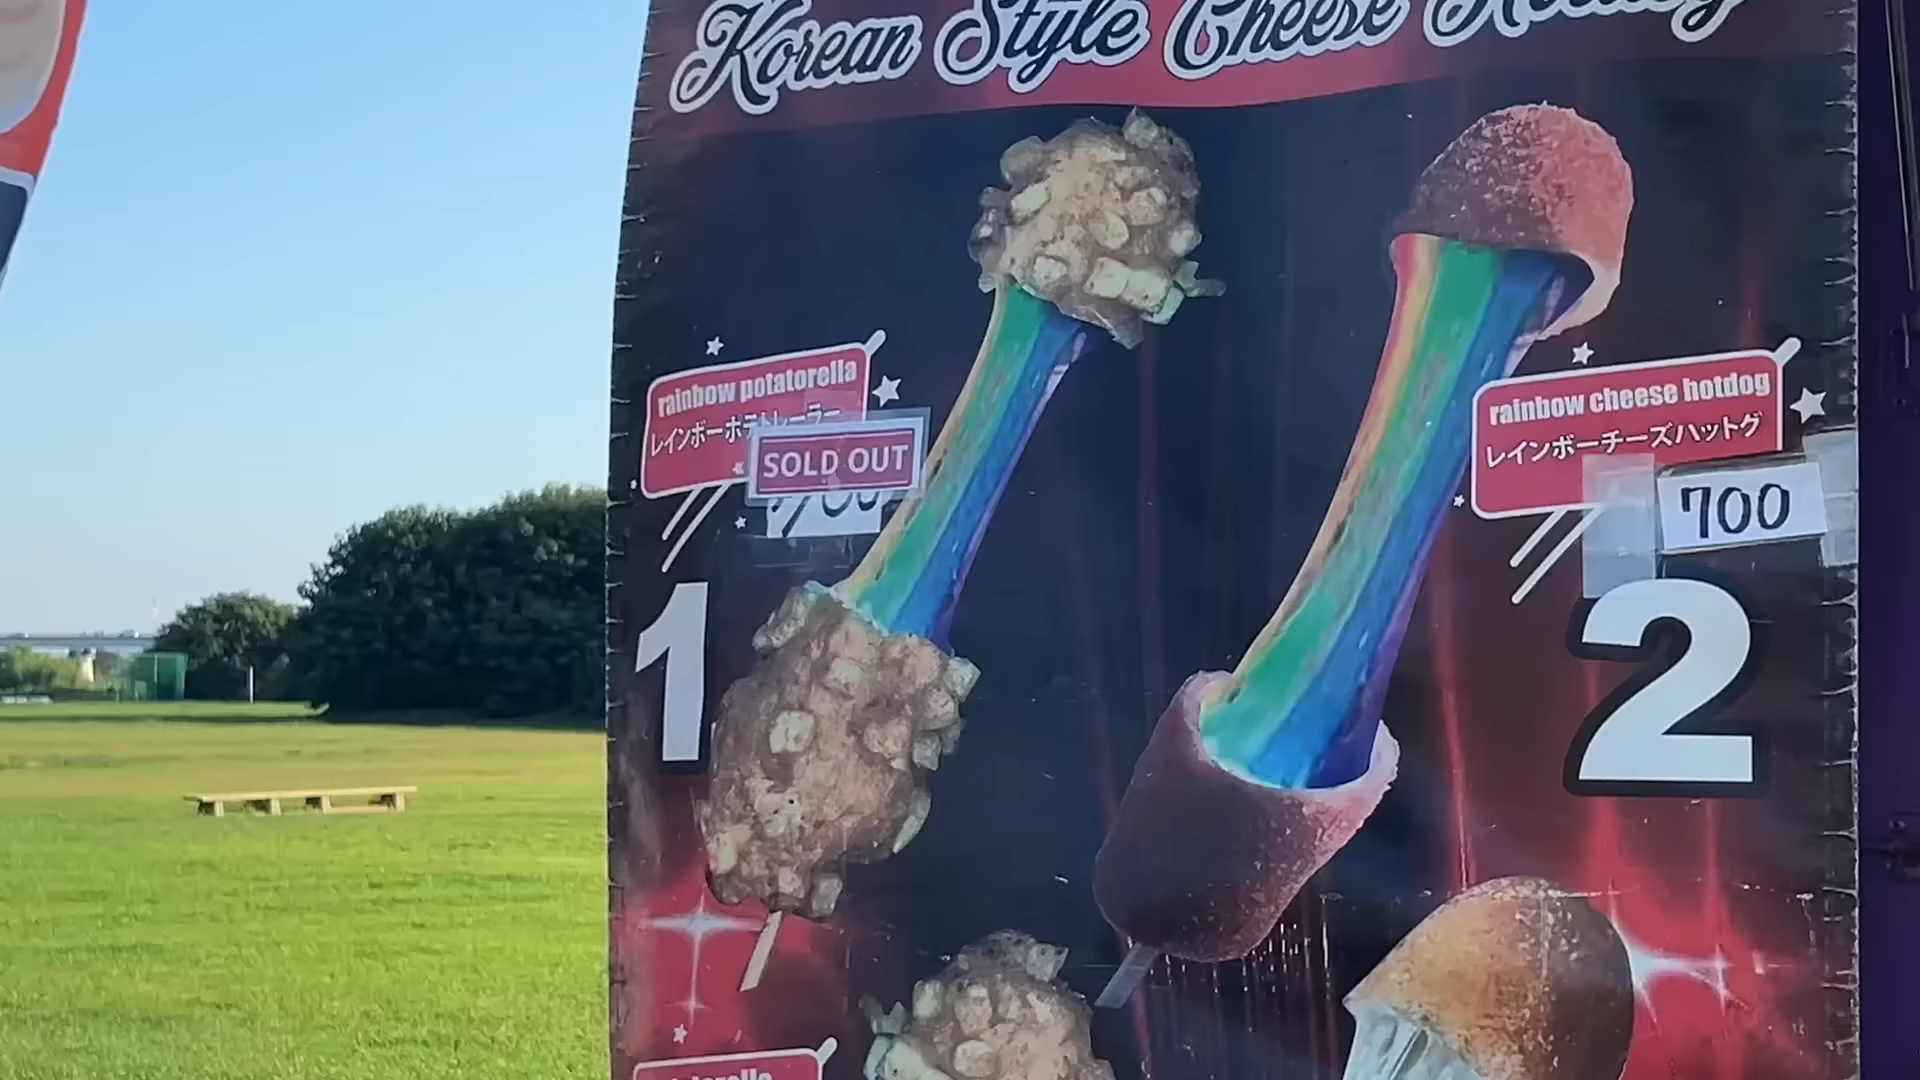 Korean Style Cheese Hotdog
rainbow potatorella
レインボーポテトレーラー
SOLD OUT
1
rainbow cheese hotdog
レインボーチーズハットグ
700
2